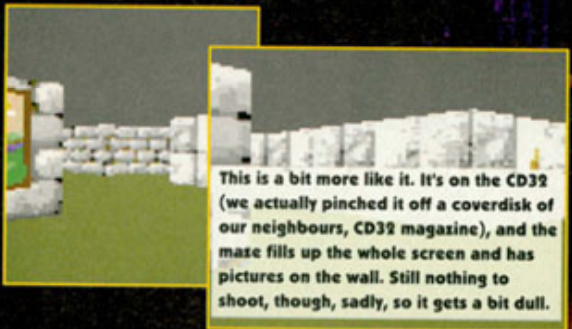 This is a bit more like it. It's on the CD32
(we actually pinched it off a coverdisk of
our neighbours, CD32 magazine), and the
maze fills up the whole screen and has
pictures on the wall. Still nothing to
shoot, though, sadly, so it gets a bit dull.